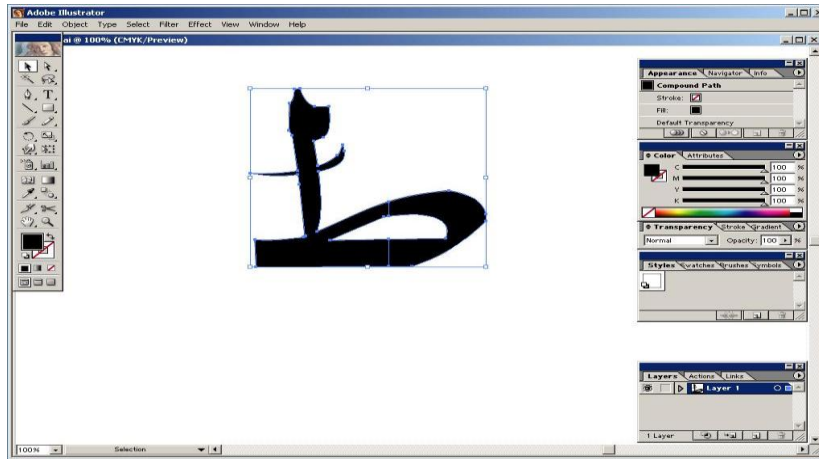 Adobe Illustrator
File Edit Object Type Select Filter Effect View Window Help
ai @ 100% (CMYK/Preview)
Appearance Navigator Info
Compound Path
Stroke:
Fill:
Default Transparency
Color Attributes
C 100 %
M 100 %
Y 100 %
K 100 %
Transparency Stroke Gradient
Normal Opacity: 100 %
Styles Swatches Brushes Symbols
Layers Actions Links
Layer 1
1 Layer
100% Selection